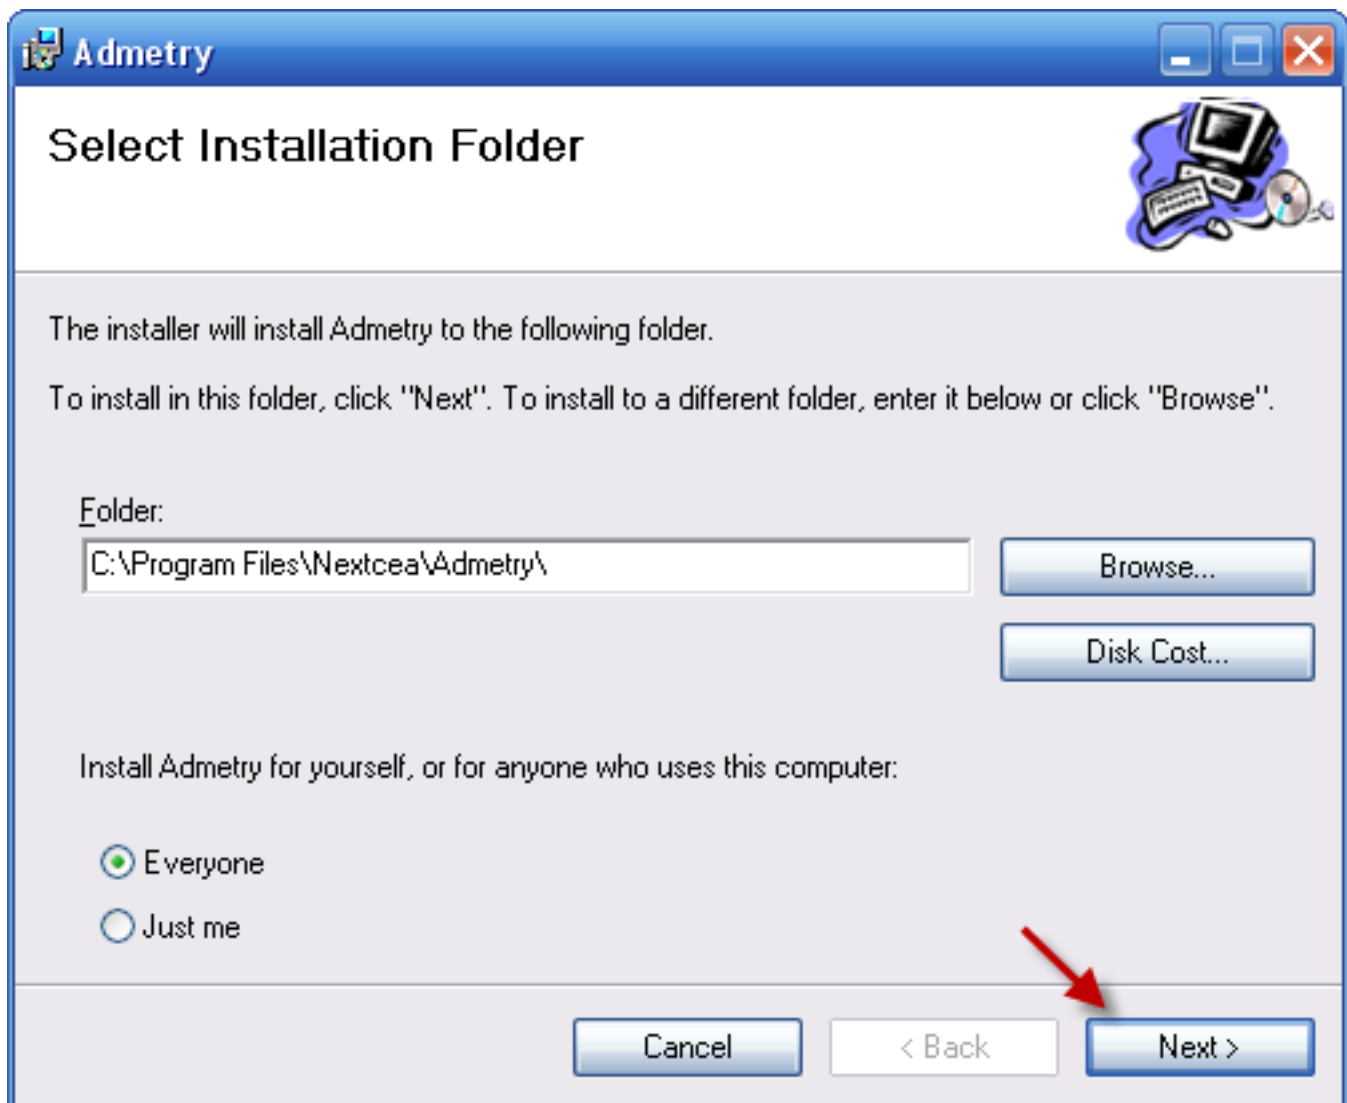 Admetry
Select Installation Folder
The installer will install Admetry to the following folder.
To install in this folder, click "Next". To install to a different folder, enter it below or click "Browse".
Folder:
C:\Program Files\Nextcea\Admetry\
Browse...
Disk Cost...
Install Admetry for yourself, or for anyone who uses this computer:
Everyone
Just me
Cancel
< Back
Next >